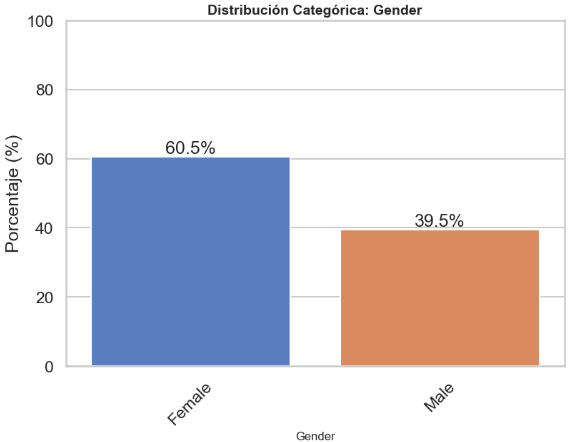 Distribución Categórica: Gender
Porcentaje (%)
100
80
60
40
20
0
60.5%
39.5%
Female
Male
Gender